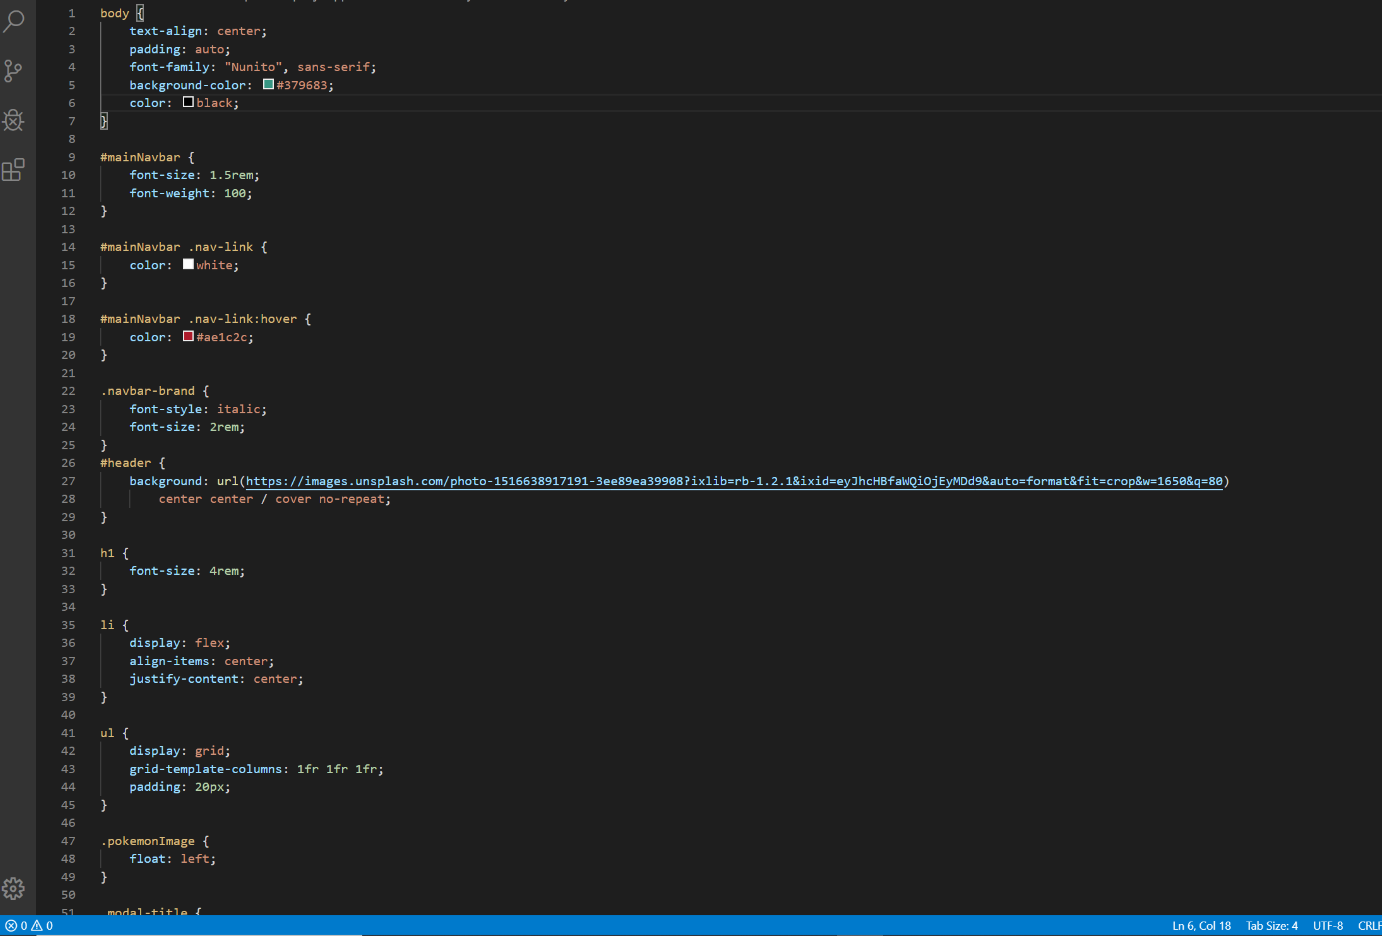 1 body {
2 text-align: center;
3 padding: auto;
4 font-family: "Nunito", sans-serif;
5 background-color: #379683;
6 color: black;
7 }
8
9 #mainNavbar {
10 font-size: 1.5rem;
11 font-weight: 100;
12 }
13
14 #mainNavbar .nav-link {
15 color: white;
16 }
17
18 #mainNavbar .nav-link:hover {
19 color: #ae1c2c;
20 }
21
22 .navbar-brand {
23 font-style: italic;
24 font-size: 2rem;
25 }
26 #header {
27 background: url(https://images.unsplash.com/photo-1516638917191-3ee89ea39908?ixlib=rb-1.2.1&ixid=eyJhcHBfaWQiOjEyMDd9&auto=format&fit=crop&w=1650&q=80)
28 center center / cover no-repeat;
29 }
30
31 h1 {
32 font-size: 4rem;
33 }
34
35 li {
36 display: flex;
37 align-items: center;
38 justify-content: center;
39 }
40
41 ul {
42 display: grid;
43 grid-template-columns: 1fr 1fr 1fr;
44 padding: 20px;
45 }
46
47 .pokemonImage {
48 float: left;
49 }
50
51 .modal-title {
0 0 Ln 6, Col 18 Tab Size: 4 UTF-8 CRLF